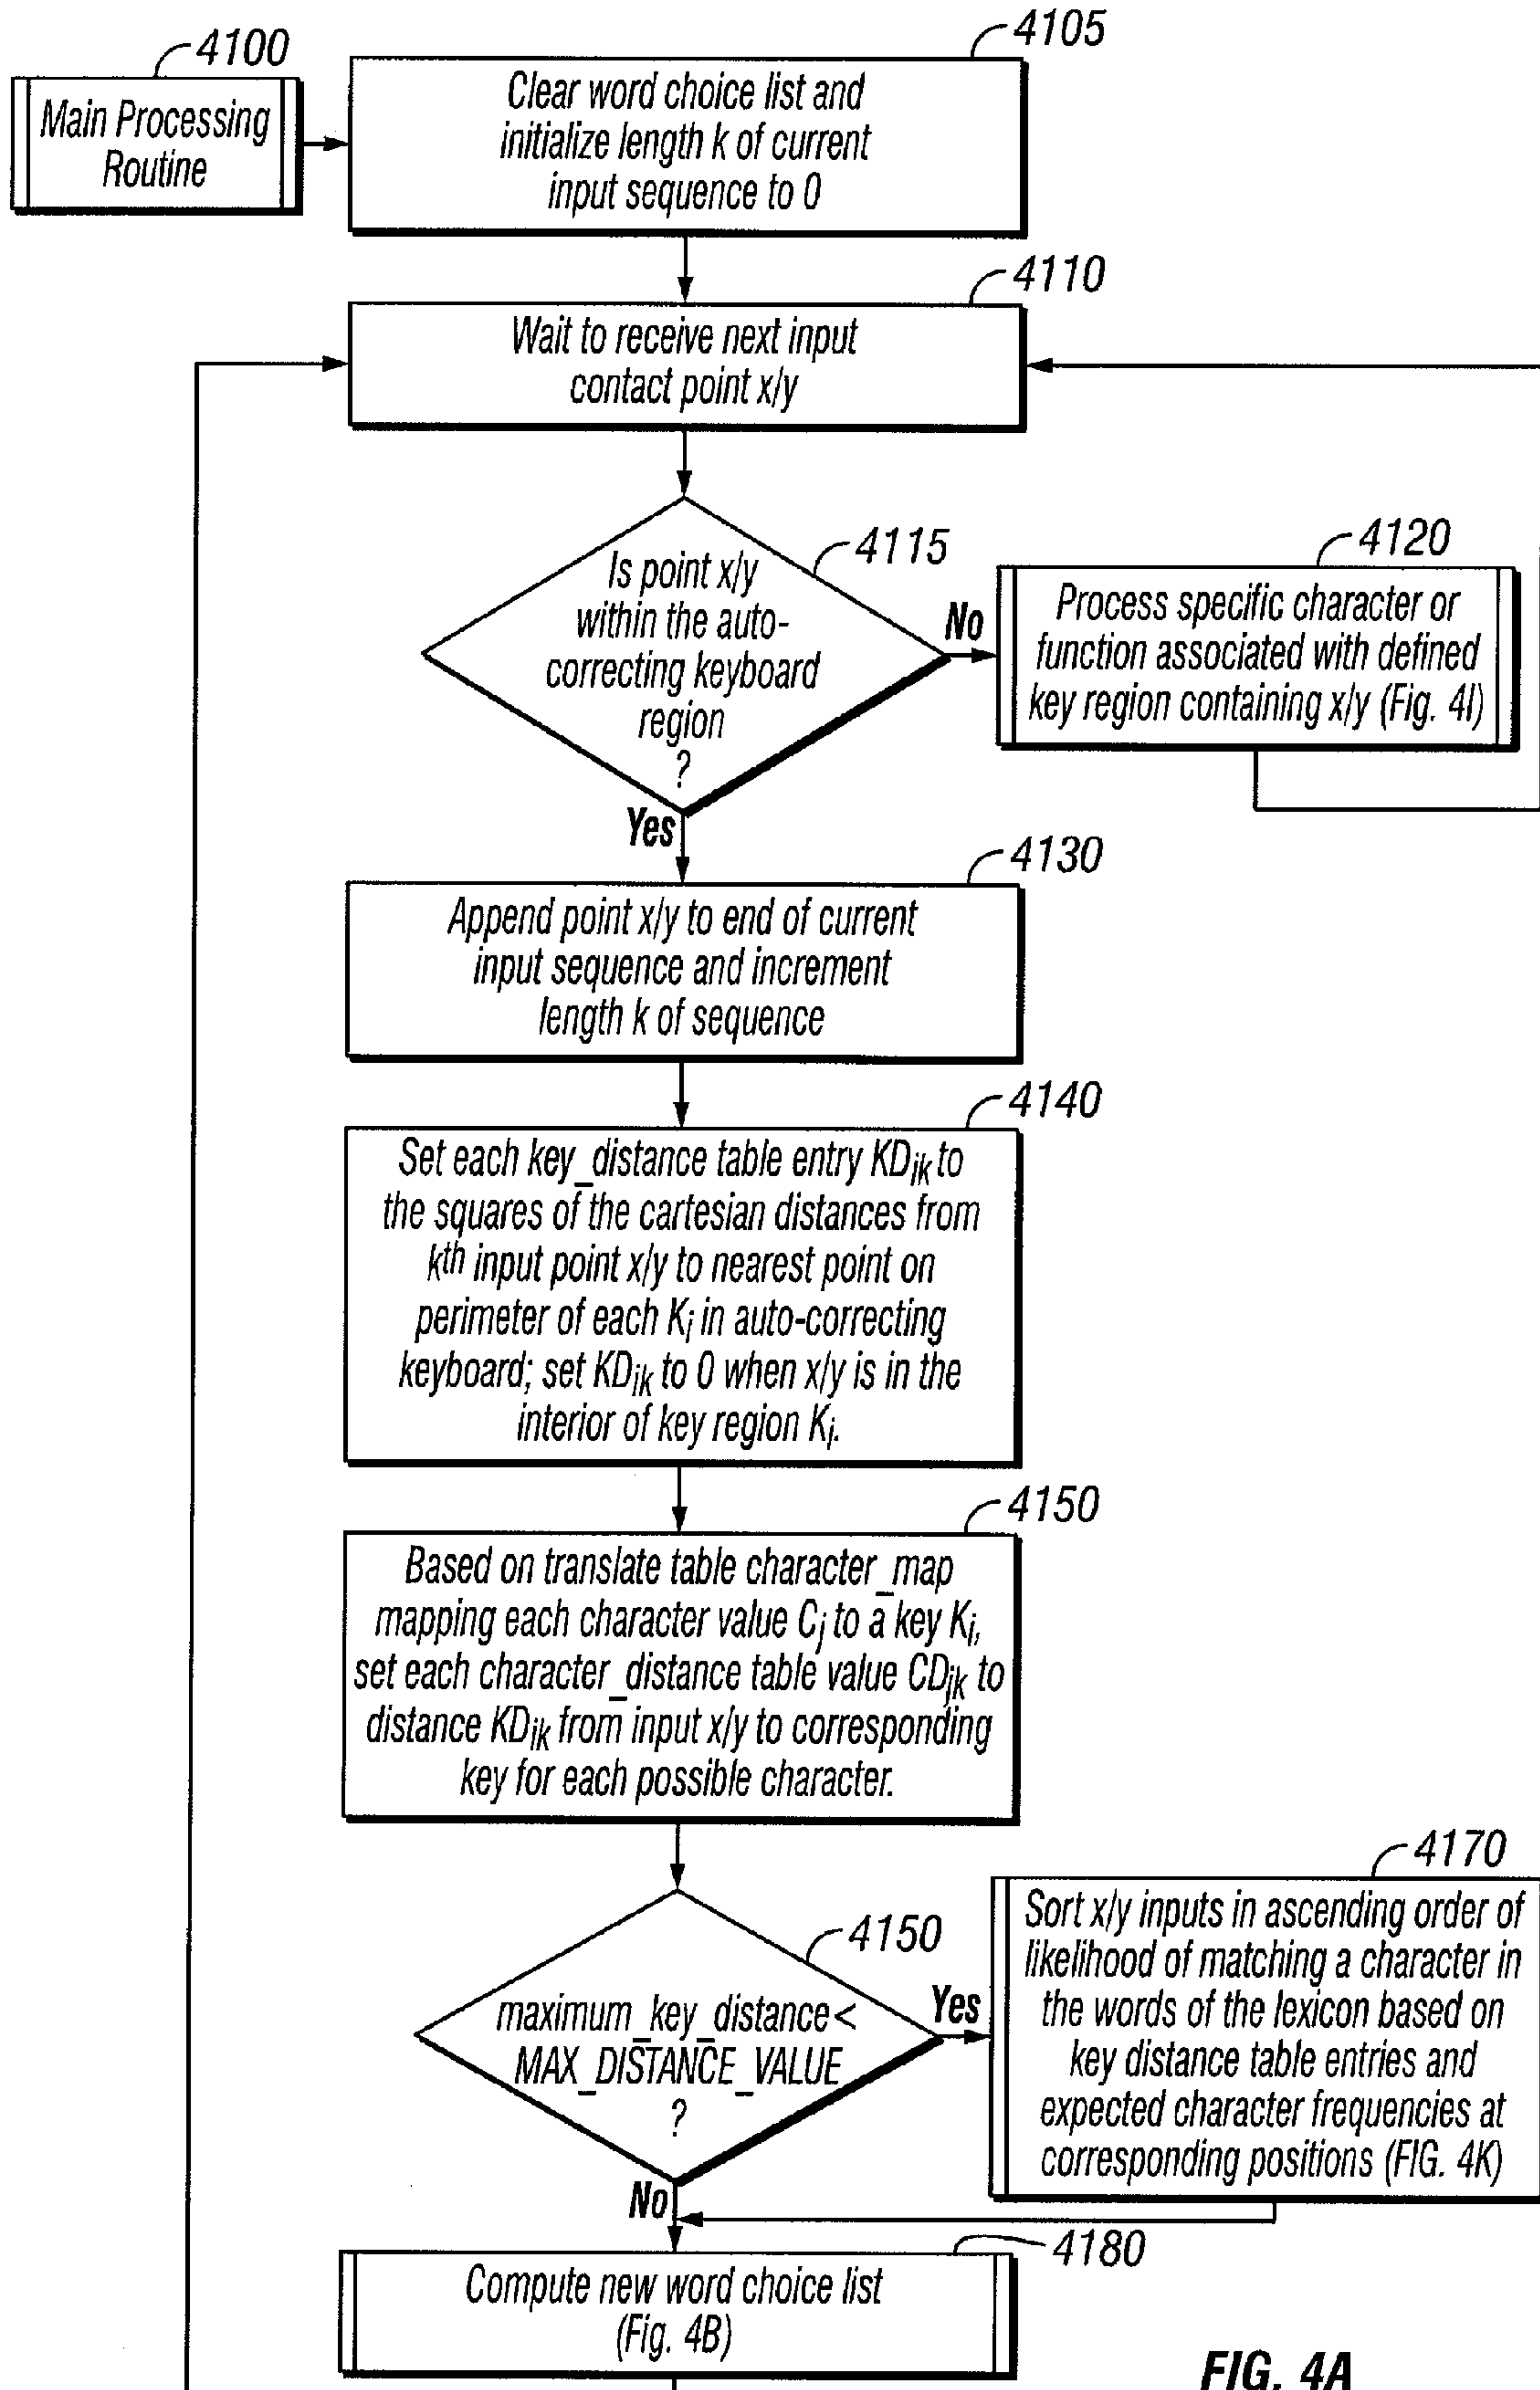 4100
Main Processing
Routine
4105
Clear word choice list and
initialize length k of current
input sequence to 0
4110
Wait to receive next input
contact point x/y
4115
Is point x/y
within the auto-
correcting keyboard
region
?
No
Yes
4120
Process specific character or
function associated with defined
key region containing x/y (Fig. 4I)
4130
Append point x/y to end of current
input sequence and increment
length k of sequence
4140
Set each key_distance table entry KDik to
the squares of the cartesian distances from
kth input point x/y to nearest point on
perimeter of each Ki in auto-correcting
keyboard; set KDik to 0 when x/y is in the
interior of key region Ki.
4150
Based on translate table character_map
mapping each character value Cj to a key Ki,
set each character_distance table value CDjk to
distance KDik from input x/y to corresponding
key for each possible character.
4150
maximum_key_distance<
MAX_DISTANCE_VALUE
?
Yes
No
4170
Sort x/y inputs in ascending order of
likelihood of matching a character in
the words of the lexicon based on
key distance table entries and
expected character frequencies at
corresponding positions (FIG. 4K)
4180
Compute new word choice list
(Fig. 4B)
FIG. 4A